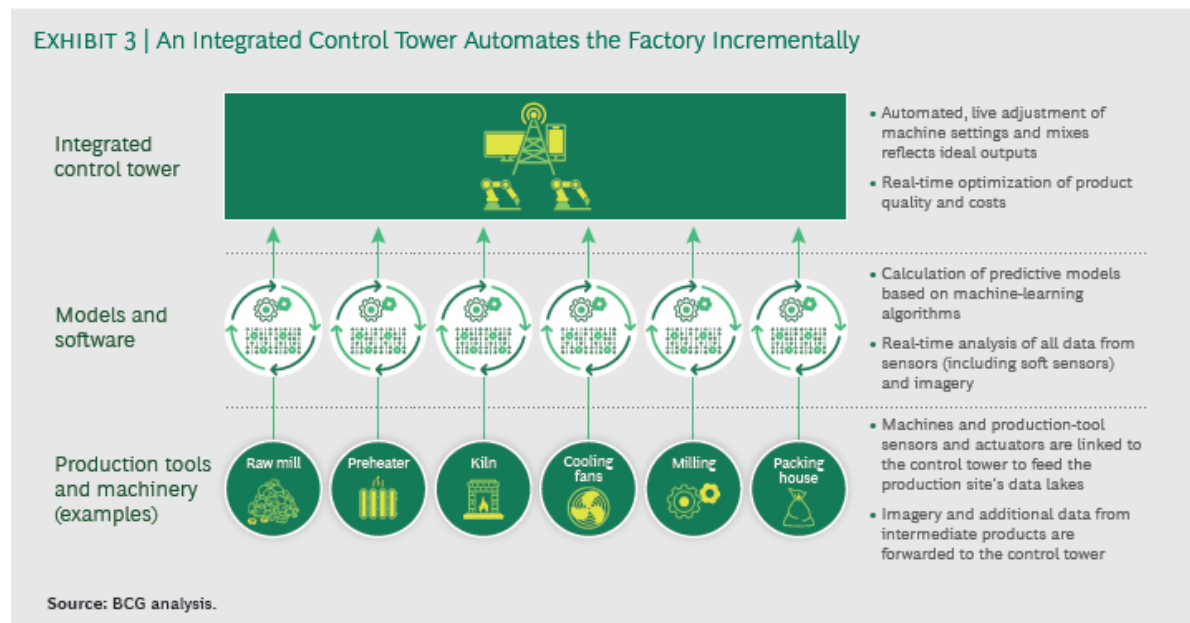 EXHIBIT 3 | An Integrated Control Tower Automates the Factory Incrementally
Integrated
control tower
• Automated, live adjustment of
machine settings and mixes
reflects ideal outputs
• Real-time optimization of product
quality and costs
Models and
software
• Calculation of predictive models
based on machine-learning
algorithms
• Real-time analysis of all data from
sensors (including soft sensors)
and imagery
Production tools
and machinery
(examples)
Raw mill
Preheater
Kiln
Cooling
fans
Milling
Packing
house
• Machines and production-tool
sensors and actuators are linked to
the control tower to feed the
production site's data lakes
• Imagery and additional data from
intermediate products are
forwarded to the control tower
Source: BCG analysis.